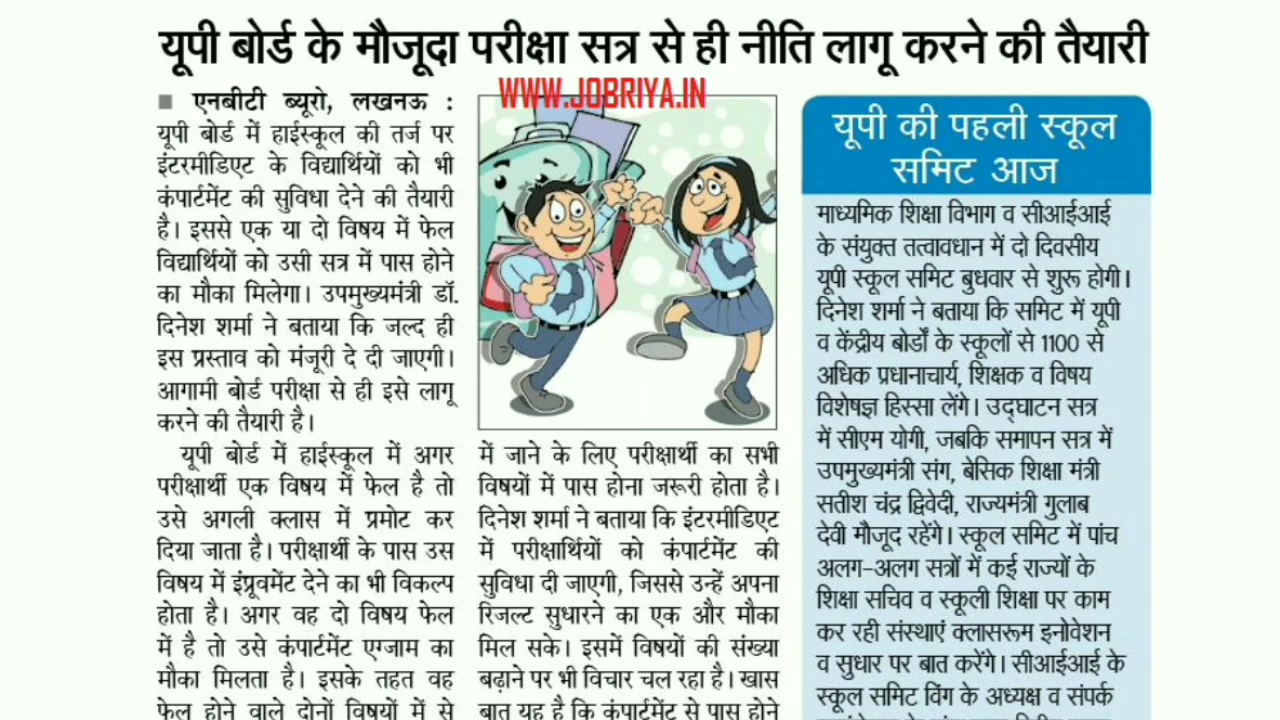 यूपी बोर्ड के मौजूदा परीक्षा सत्र से ही नीति लागू करने की तैयारी
WWW.JOBRIYA.IN
■ एनबीटी ब्यूरो, लखनऊ :
यूपी बोर्ड में हाईस्कूल की तर्ज पर
इंटरमीडिएट के विद्यार्थियों को भी
कंपार्टमेंट की सुविधा देने की तैयारी
है। इससे एक या दो विषय में फेल
विद्यार्थियों को उसी सत्र में पास होने
का मौका मिलेगा। उपमुख्यमंत्री डॉ.
दिनेश शर्मा ने बताया कि जल्द ही
इस प्रस्ताव को मंजूरी दे दी जाएगी।
आगामी बोर्ड परीक्षा से ही इसे लागू
करने की तैयारी है।
यूपी बोर्ड में हाईस्कूल में अगर
परीक्षार्थी एक विषय में फेल है तो
उसे अगली क्लास में प्रमोट कर
दिया जाता है। परीक्षार्थी के पास उस
विषय में इंप्रूवमेंट देने का भी विकल्प
होता है। अगर वह दो विषय फेल
में है तो उसे कंपार्टमेंट एग्जाम का
मौका मिलता है। इसके तहत वह
फेल होने वाले दोनों विषयों में से
में जाने के लिए परीक्षार्थी का सभी
विषयों में पास होना जरूरी होता है।
दिनेश शर्मा ने बताया कि इंटरमीडिएट
में परीक्षार्थियों को कंपार्टमेंट की
सुविधा दी जाएगी, जिससे उन्हें अपना
रिजल्ट सुधारने का एक और मौका
मिल सके। इसमें विषयों की संख्या
बढ़ाने पर भी विचार चल रहा है। खास
बात यह है कि कंपार्टमेंट से पास होने
यूपी की पहली स्कूल
समिट आज
माध्यमिक शिक्षा विभाग व सीआईआई
के संयुक्त तत्वावधान में दो दिवसीय
यूपी स्कूल समिट बुधवार से शुरू होगी।
दिनेश शर्मा ने बताया कि समिट में यूपी
व केंद्रीय बोर्डों के स्कूलों से 1100 से
अधिक प्रधानाचार्य, शिक्षक व विषय
विशेषज्ञ हिस्सा लेंगे। उद्घाटन सत्र
में सीएम योगी, जबकि समापन सत्र में
उपमुख्यमंत्री संग, बेसिक शिक्षा मंत्री
सतीश चंद्र द्विवेदी, राज्यमंत्री गुलाब
देवी मौजूद रहेंगे। स्कूल समिट में पांच
अलग-अलग सत्रों में कई राज्यों के
शिक्षा सचिव व स्कूली शिक्षा पर काम
कर रही संस्थाएं क्लासरूम इनोवेशन
व सुधार पर बात करेंगे। सीआईआई के
स्कूल समिट विंग के अध्यक्ष व संपर्क